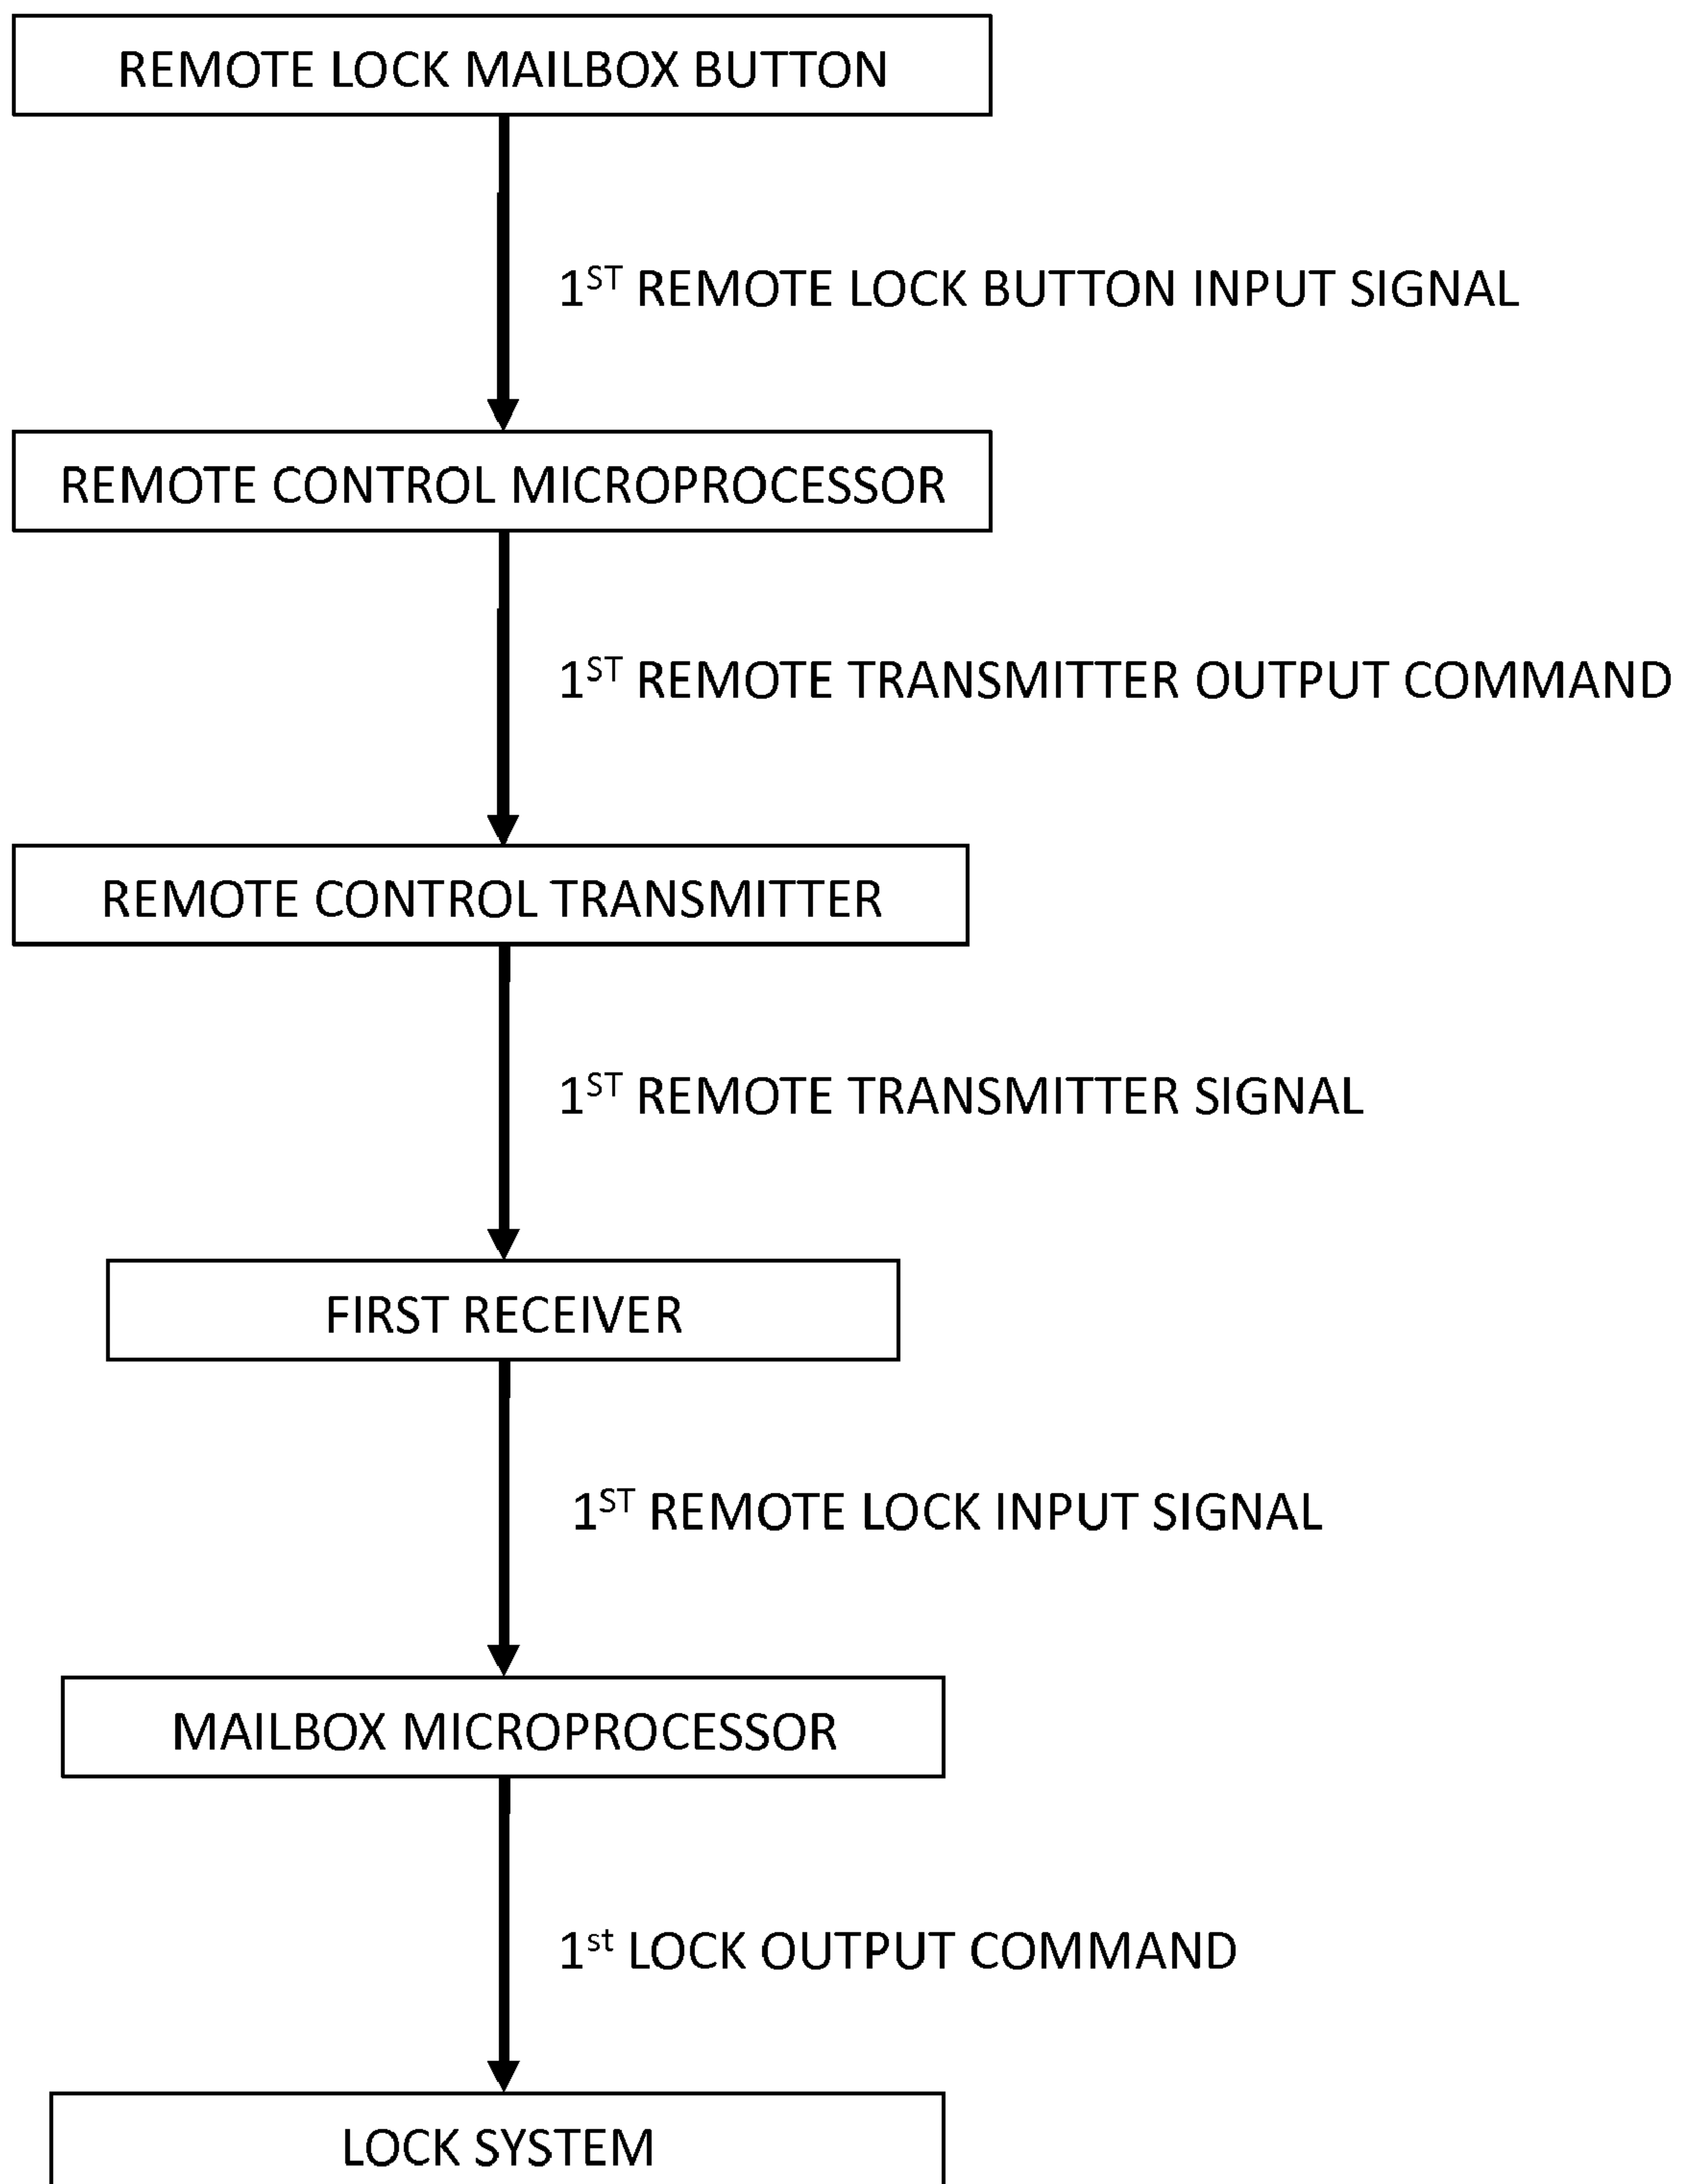 REMOTE LOCK MAILBOX BUTTON
1ST REMOTE LOCK BUTTON INPUT SIGNAL
REMOTE CONTROL MICROPROCESSOR
1ST REMOTE TRANSMITTER OUTPUT COMMAND
REMOTE CONTROL TRANSMITTER
1ST REMOTE TRANSMITTER SIGNAL
FIRST RECEIVER
1ST REMOTE LOCK INPUT SIGNAL
MAILBOX MICROPROCESSOR
1st LOCK OUTPUT COMMAND
LOCK SYSTEM